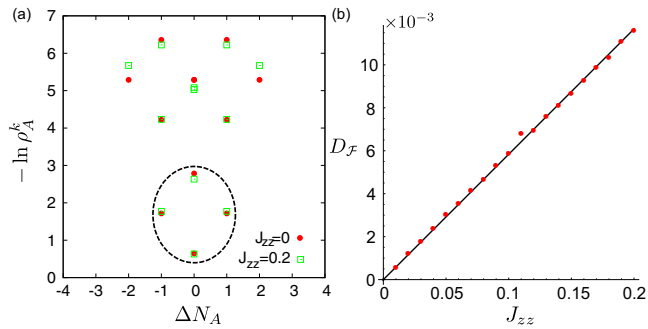 (a)
7
6
5
4
3
2
1
0
− ln ρ_A^k
-4 -3 -2 -1 0 1 2 3 4
ΔN_A
J_zz=0
J_zz=0.2
(b)
×10^−3
10
8
6
4
2
0
D_ℱ
0 0.05 0.1 0.15 0.2
J_zz